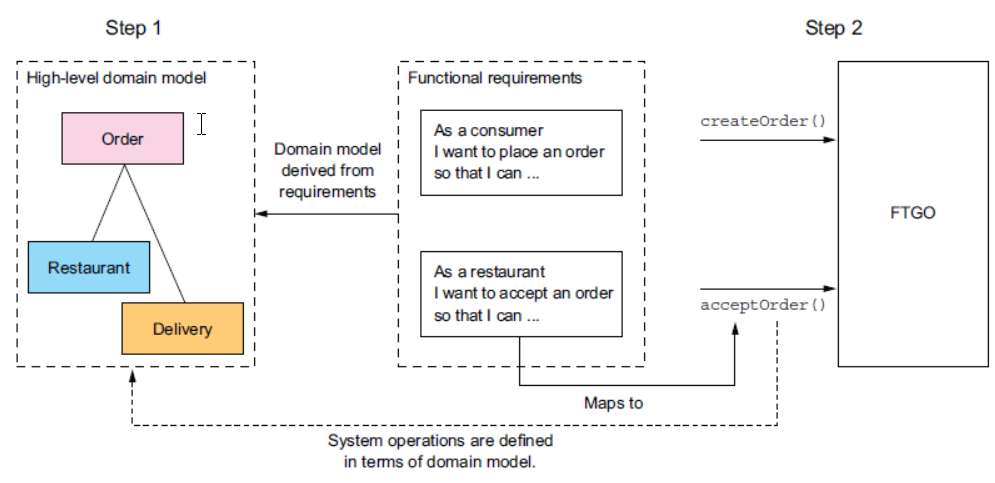 Step 1
Step 2
High-level domain model
Order
Restaurant
Delivery
Domain model
derived from
requirements
Functional requirements
As a consumer
I want to place an order
so that I can ...
As a restaurant
I want to accept an order
so that I can ...
createOrder()
acceptOrder()
FTGO
Maps to
System operations are defined
in terms of domain model.